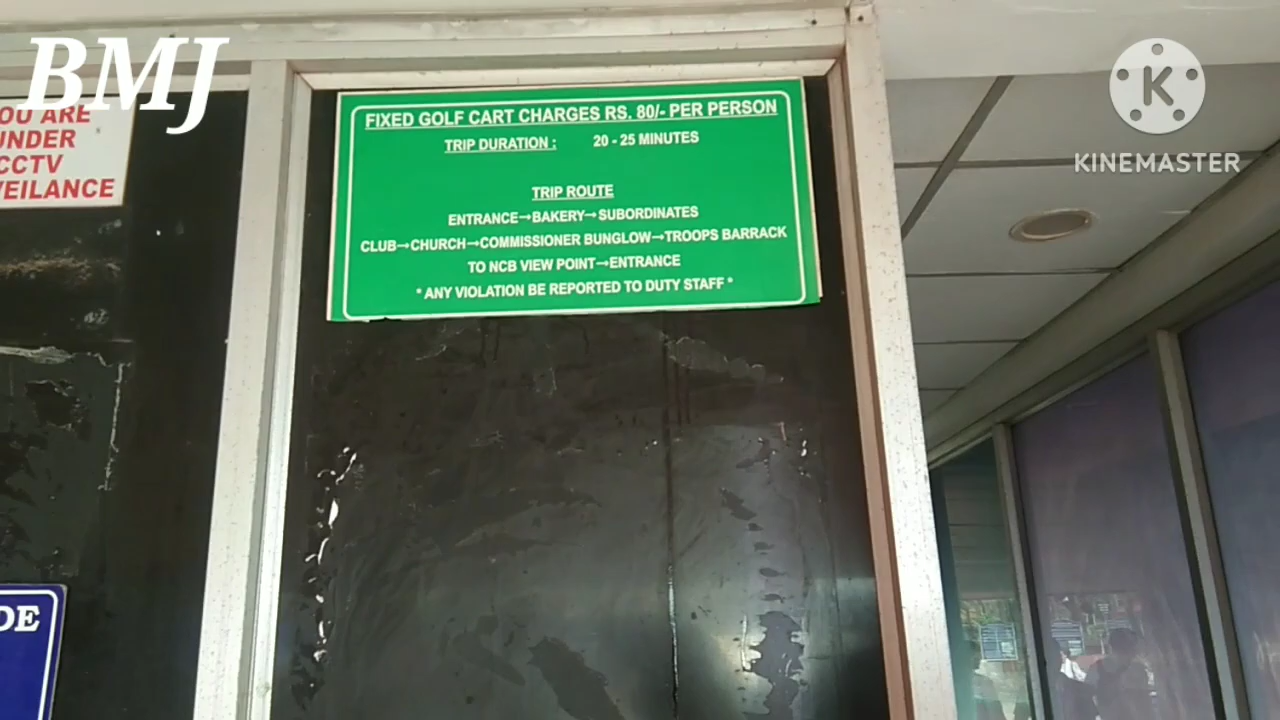 BMJ
YOU ARE
UNDER
CCTV
VEILANCE
FIXED GOLF CART CHARGES RS. 80/- PER PERSON
TRIP DURATION : 20 - 25 MINUTES
TRIP ROUTE
ENTRANCE→BAKERY→SUBORDINATES
CLUB→CHURCH→COMMISSIONER BUNGLOW→TROOPS BARRACK
TO NCB VIEW POINT→ENTRANCE
* ANY VIOLATION BE REPORTED TO DUTY STAFF *
K
KINEMASTER
DE